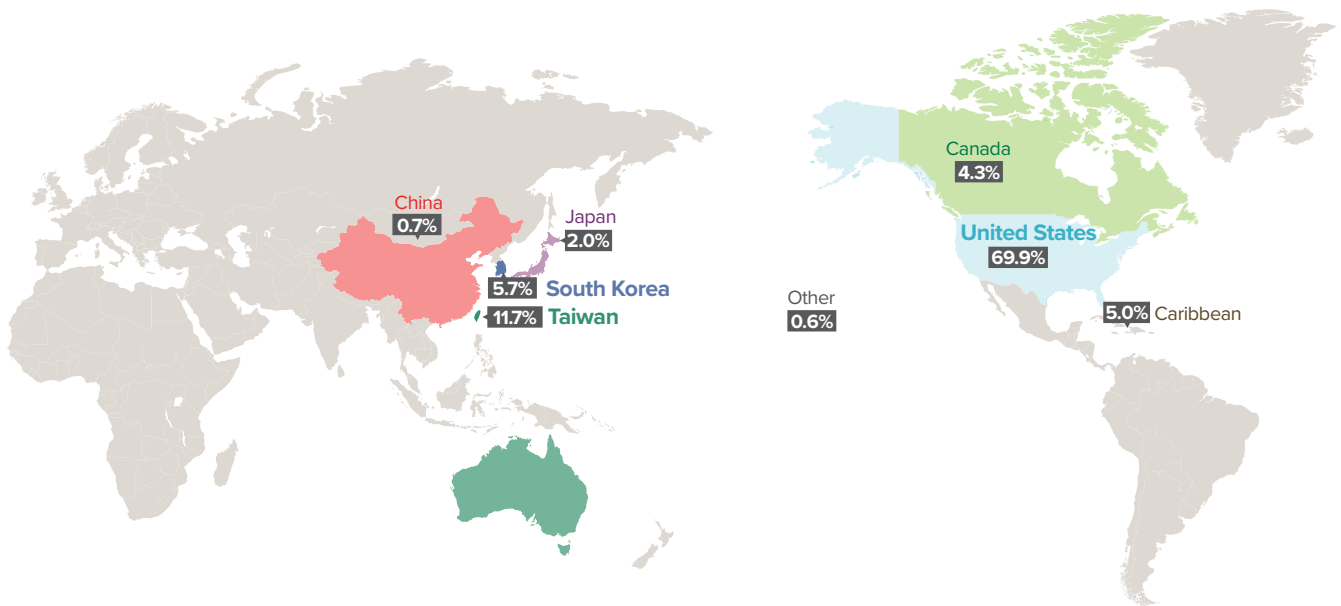 China
0.7%
Japan
2.0%
5.7% South Korea
11.7% Taiwan
Other
0.6%
Canada
4.3%
United States
69.9%
5.0% Caribbean